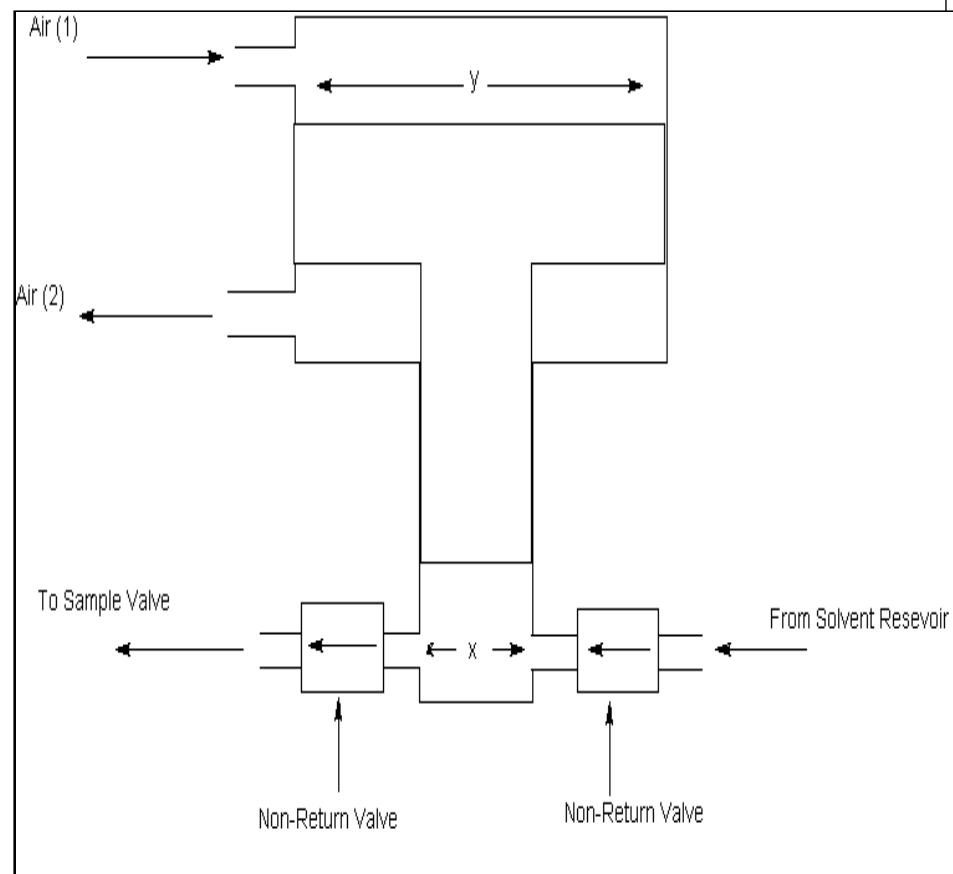 Air (1)
y
Air (2)
To Sample Valve
From Solvent Resevoir
x
Non-Return Valve
Non-Return Valve